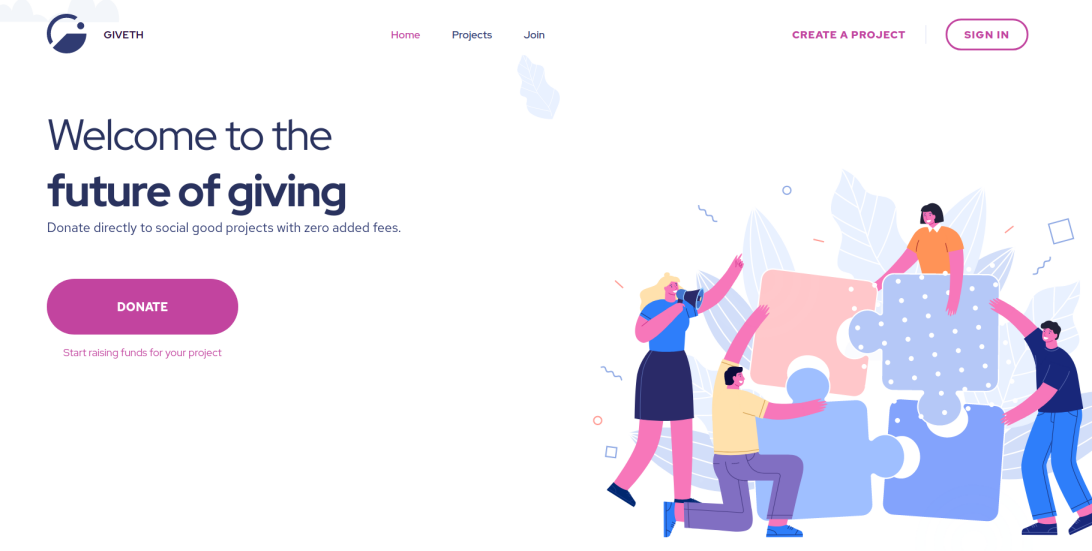 GIVETH
Home
Projects
Join
CREATE A PROJECT
SIGN IN
Welcome to the
future of giving
Donate directly to social good projects with zero added fees.
DONATE
Start raising funds for your project